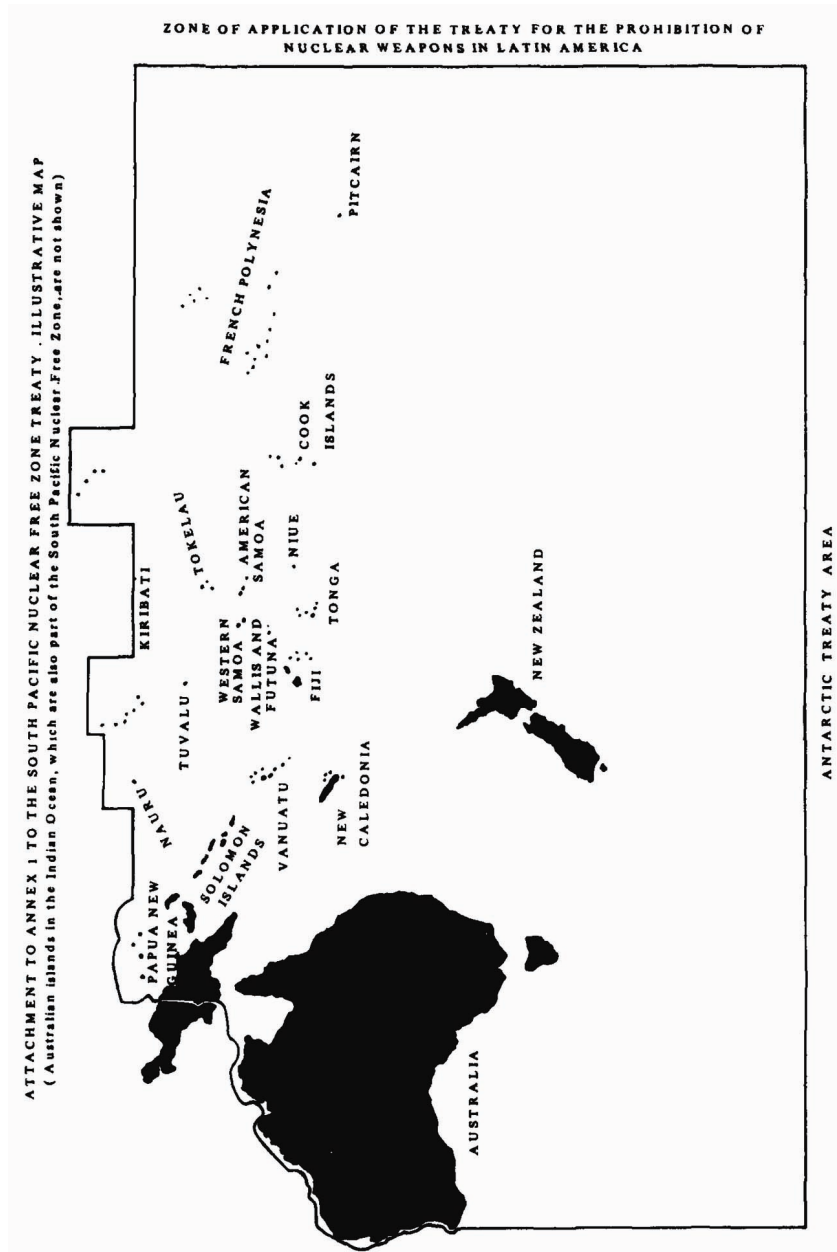 ZONE OF APPLICATION OF THE TREATY FOR THE PROHIBITION OF
NUCLEAR WEAPONS IN LATIN AMERICA
ATTACHMENT TO ANNEX 1 TO THE SOUTH PACIFIC NUCLEAR FREE ZONE TREATY . ILLUSTRATIVE MAP
( Australian islands in the Indian Ocean, which are also part of the South Pacific Nuclear Free Zone, are not shown)
PITCAIRN
FRENCH POLYNESIA
COOK
ISLANDS
KIRIBATI
TOKELAU
AMERICAN
SAMOA
NIUE
TONGA
WESTERN
SAMOA
WALLIS AND
FUTUNA
FIJI
TUVALU
NAURU
VANUATU
NEW
CALEDONIA
SOLOMON
ISLANDS
PAPUA NEW
GUINEA
NEW ZEALAND
AUSTRALIA
ANTARCTIC TREATY AREA